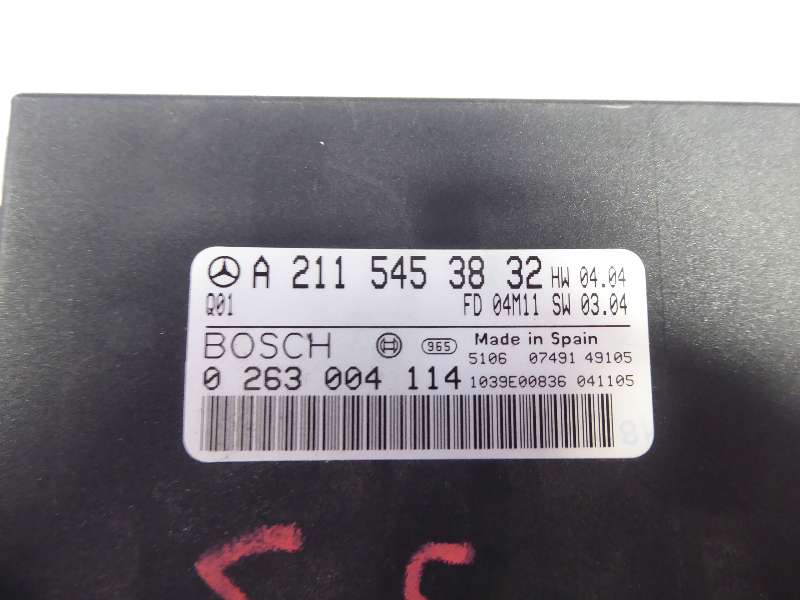 A 211 545 38 32 HW 04.04
Q01 FD 04M11 SW 03.04
BOSCH 965 Made in Spain
5106 07491 49105
0 263 004 114 1039E00836 041105